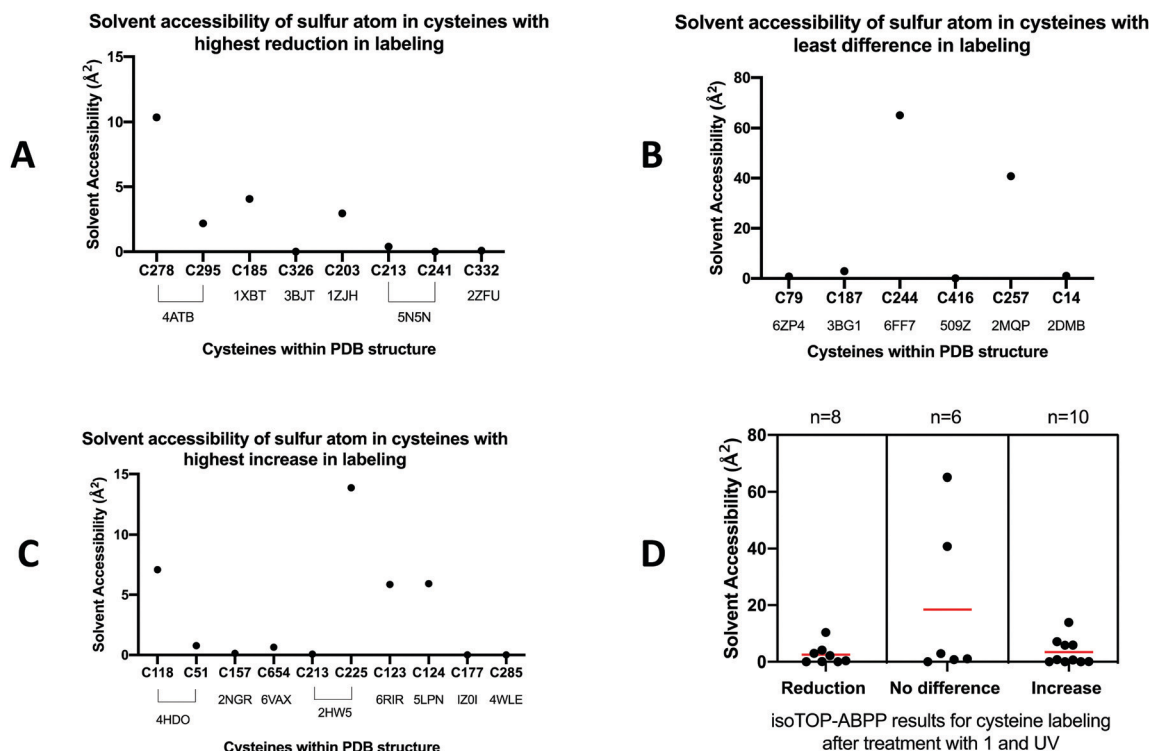 Solvent accessibility of sulfur atom in cysteines with
highest reduction in labeling
A
Solvent Accessibility (Å²)
15
10
5
0
C278 C295 C185 C326 C203 C213 C241 C332
4ATB 1XBT 3BJT 1ZJH 5N5N 2ZFU
Cysteines within PDB structure
Solvent accessibility of sulfur atom in cysteines with
least difference in labeling
B
Solvent Accessibility (Å²)
80
60
40
20
0
C79 C187 C244 C416 C257 C14
6ZP4 3BG1 6FF7 509Z 2MQP 2DMB
Cysteines within PDB structure
Solvent accessibility of sulfur atom in cysteines with
highest increase in labeling
C
Solvent Accessibility (Å²)
15
10
5
0
C118 C51 C157 C654 C213 C225 C123 C124 C177 C285
4HDO 2NGR 6VAX 2HW5 6RIR 5LPN IZ0I 4WLE
Cysteines within PDB structure
D
n=8 n=6 n=10
Solvent Accessibility (Å²)
80
60
40
20
0
Reduction No difference Increase
isoTOP-ABPP results for cysteine labeling
after treatment with 1 and UV